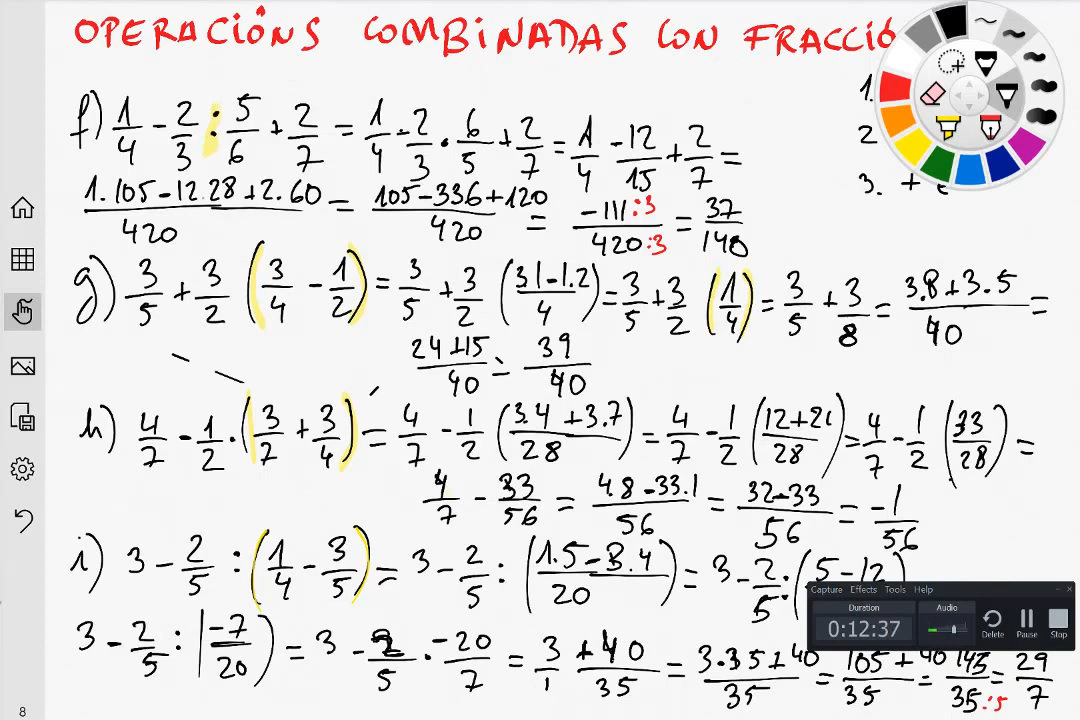 OPERACIÓNS COMBINADAS CON FRACCIÓ
1.
2
3. +
f) 1/4 - 2/3 : 5/6 + 2/7 = 1/4 - 2/3 · 6/5 + 2/7 = 1/4 - 12/15 + 2/7 =
1.105-12.28+2.60/420 = 105-336+120/420 = -111:3/420:3 = 37/140
g) 3/5 + 3/2 (3/4 - 1/2) = 3/5 + 3/2 (3.1-1.2/4) = 3/5 + 3/2 (1/4) = 3/5 + 3/8 = 3.8+3.5/40 =
24+15/40 = 39/40
h) 4/7 - 1/2 · (3/7 + 3/4) = 4/7 - 1/2 (3.4+3.7/28) = 4/7 - 1/2 (12+21/28) = 4/7 - 1/2 (33/28) =
4/7 - 33/56 = 4.8-33.1/56 = 32-33/56 = -1/56
i) 3 - 2/5 : (1/4 - 3/5) = 3 - 2/5 : (1.5-3.4/20) = 3 - 2/5 : (5-12
3 - 2/5 : (-7/20) = 3 - 2/5 · -20/7 = 3/1 + 40/35 = 3.35+40/35 = 105+40/35 = 145/35:5 = 29/7
Capture Effects Tools Help
Duration
0:12:37
Audio
Delete
Pause
Stop
8